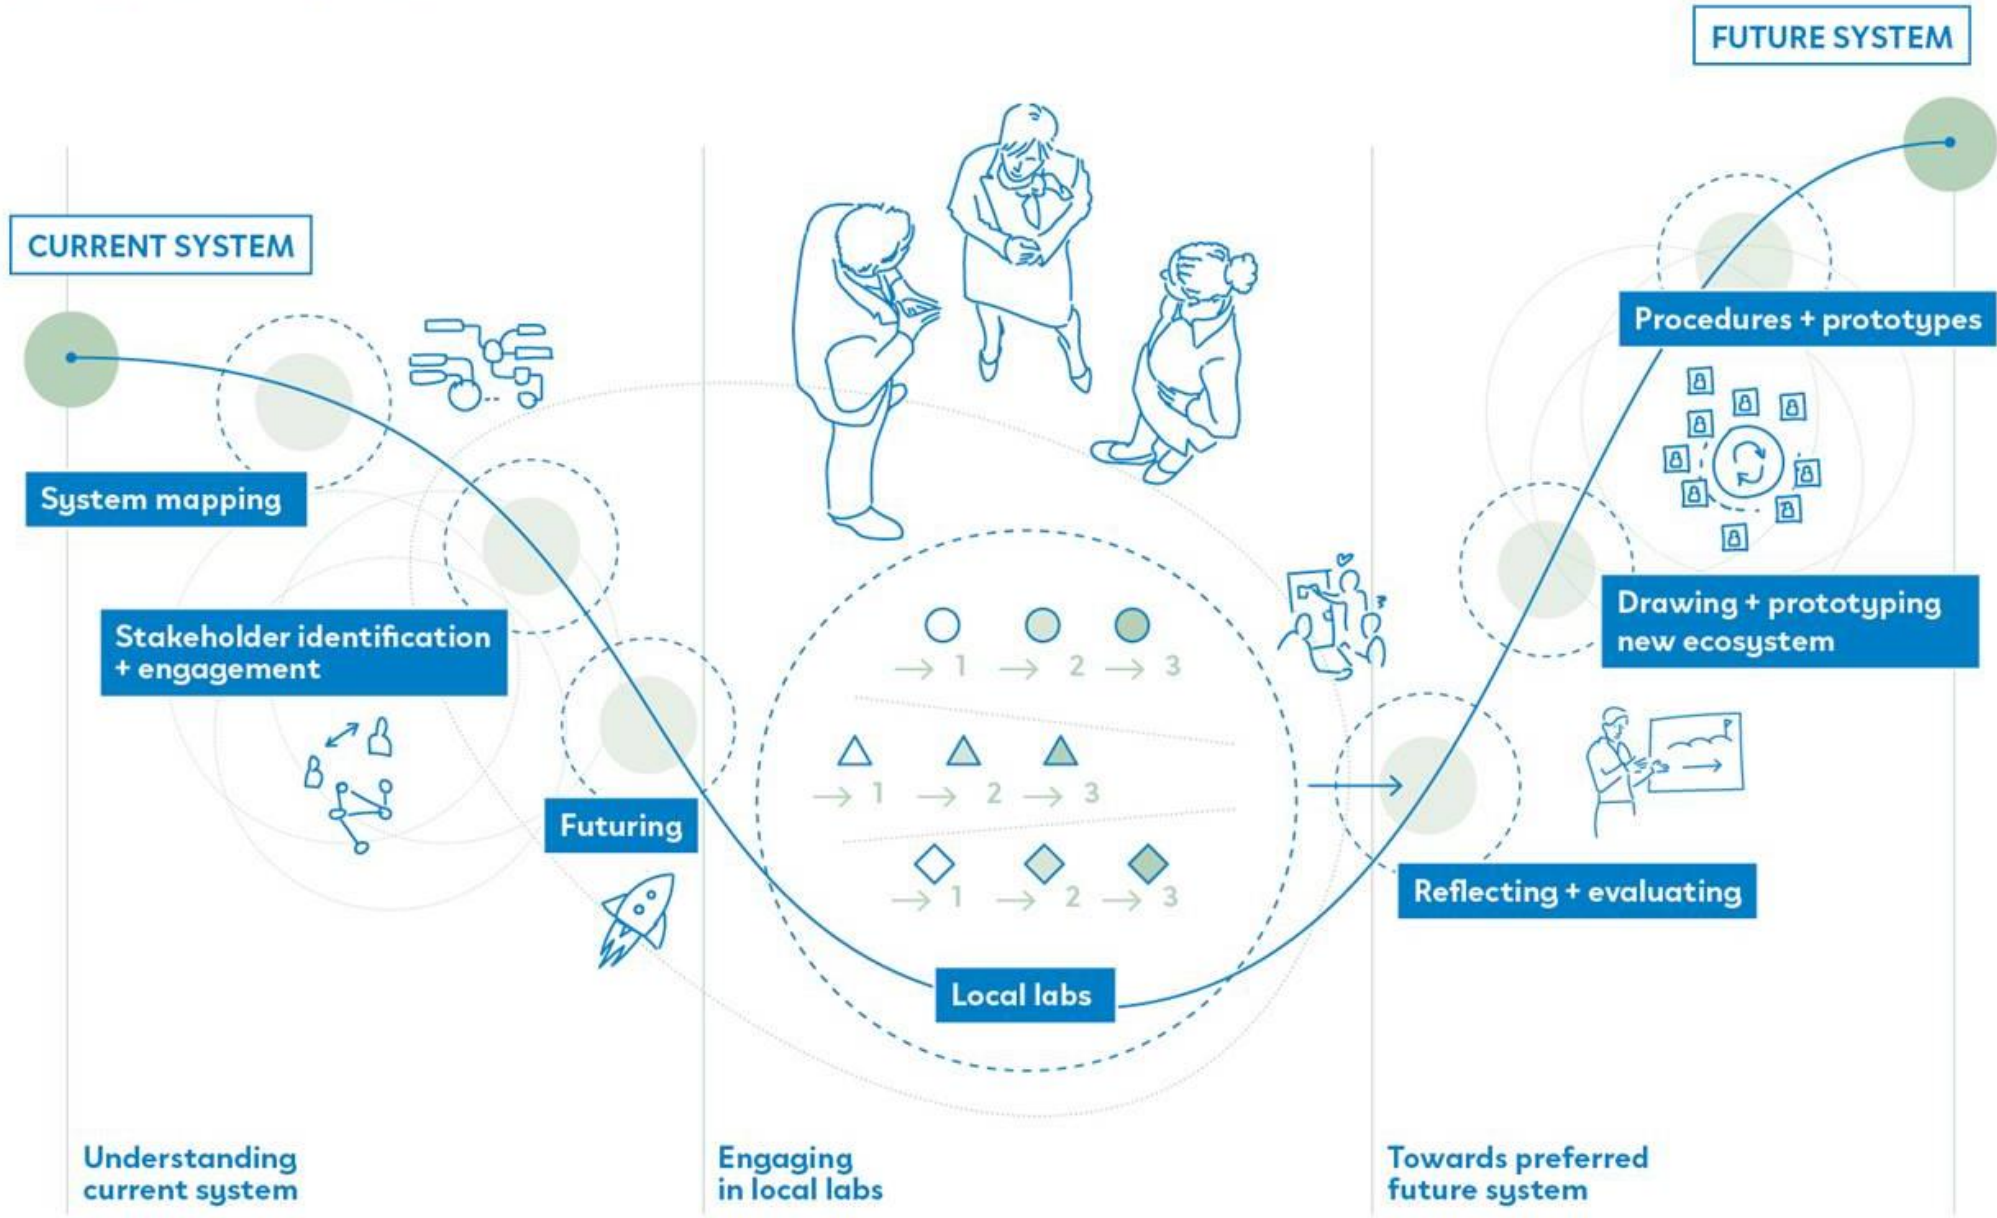 FUTURE SYSTEM
CURRENT SYSTEM
System mapping
Stakeholder identification
+ engagement
Futuring
→ 1 → 2 → 3
→ 1 → 2 → 3
→ 1 → 2 → 3
Local labs
Reflecting + evaluating
Drawing + prototyping
new ecosystem
Procedures + prototypes
Understanding
current system
Engaging
in local labs
Towards preferred
future system